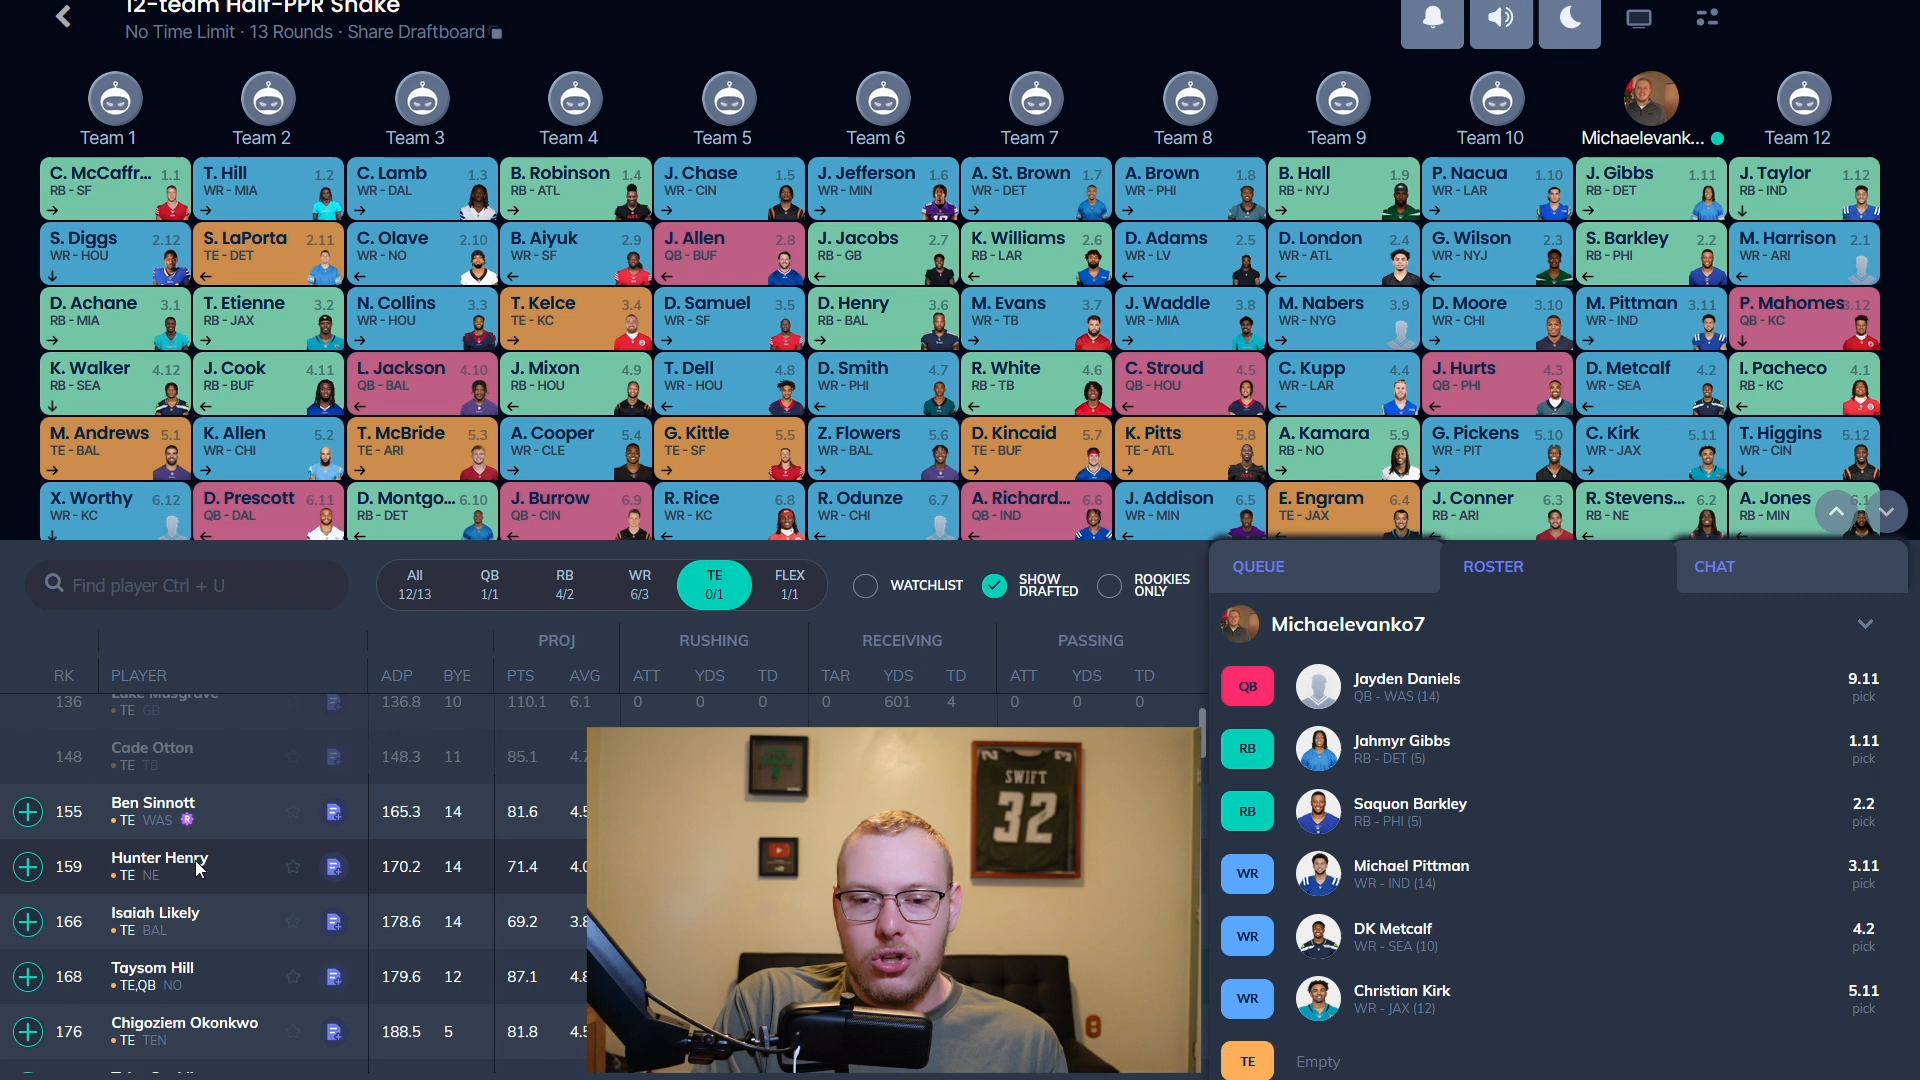 12-team Half-PPR Snake
No Time Limit · 13 Rounds · Share Draftboard
Team 1
Team 2
Team 3
Team 4
Team 5
Team 6
Team 7
Team 8
Team 9
Team 10
Michaelevank...
Team 12
C. McCaffr... 1.1
RB - SF
T. Hill 1.2
WR - MIA
C. Lamb 1.3
WR - DAL
B. Robinson 1.4
RB - ATL
J. Chase 1.5
WR - CIN
J. Jefferson 1.6
WR - MIN
A. St. Brown 1.7
WR - DET
A. Brown 1.8
WR - PHI
B. Hall 1.9
RB - NYJ
P. Nacua 1.10
WR - LAR
J. Gibbs 1.11
RB - DET
J. Taylor 1.12
RB - IND
S. Diggs 2.12
WR - HOU
S. LaPorta 2.11
TE - DET
C. Olave 2.10
WR - NO
B. Aiyuk 2.9
WR - SF
J. Allen 2.8
QB - BUF
J. Jacobs 2.7
RB - GB
K. Williams 2.6
RB - LAR
D. Adams 2.5
WR - LV
D. London 2.4
WR - ATL
G. Wilson 2.3
WR - NYJ
S. Barkley 2.2
RB - PHI
M. Harrison 2.1
WR - ARI
D. Achane 3.1
RB - MIA
T. Etienne 3.2
RB - JAX
N. Collins 3.3
WR - HOU
T. Kelce 3.4
TE - KC
D. Samuel 3.5
WR - SF
D. Henry 3.6
RB - BAL
M. Evans 3.7
WR - TB
J. Waddle 3.8
WR - MIA
M. Nabers 3.9
WR - NYG
D. Moore 3.10
WR - CHI
M. Pittman 3.11
WR - IND
P. Mahomes 3.12
QB - KC
K. Walker 4.12
RB - SEA
J. Cook 4.11
RB - BUF
L. Jackson 4.10
QB - BAL
J. Mixon 4.9
RB - HOU
T. Dell 4.8
WR - HOU
D. Smith 4.7
WR - PHI
R. White 4.6
RB - TB
C. Stroud 4.5
QB - HOU
C. Kupp 4.4
WR - LAR
J. Hurts 4.3
QB - PHI
D. Metcalf 4.2
WR - SEA
I. Pacheco 4.1
RB - KC
M. Andrews 5.1
TE - BAL
K. Allen 5.2
WR - CHI
T. McBride 5.3
TE - ARI
A. Cooper 5.4
WR - CLE
G. Kittle 5.5
TE - SF
Z. Flowers 5.6
WR - BAL
D. Kincaid 5.7
TE - BUF
K. Pitts 5.8
TE - ATL
A. Kamara 5.9
RB - NO
G. Pickens 5.10
WR - PIT
C. Kirk 5.11
WR - JAX
T. Higgins 5.12
WR - CIN
X. Worthy 6.12
WR - KC
D. Prescott 6.11
QB - DAL
D. Montgo... 6.10
RB - DET
J. Burrow 6.9
QB - CIN
R. Rice 6.8
WR - KC
R. Odunze 6.7
WR - CHI
A. Richard... 6.6
QB - IND
J. Addison 6.5
WR - MIN
E. Engram 6.4
TE - JAX
J. Conner 6.3
RB - ARI
R. Stevens... 6.2
RB - NE
A. Jones 6.1
RB - MIN
Find player Ctrl + U
All
12/13
QB
1/1
RB
4/2
WR
6/3
TE
0/1
FLEX
1/1
WATCHLIST
SHOW
DRAFTED
ROOKIES
ONLY
PROJ RUSHING RECEIVING PASSING
RK PLAYER ADP BYE PTS AVG ATT YDS TD TAR YDS TD ATT YDS TD
136 Luke Musgrave 136.8 10 110.1 6.1 0 0 0 0 601 4 0 0 0
TE GB
148 Cade Otton 148.3 11 85.1 4.7
TE TB
155 Ben Sinnott 165.3 14 81.6 4.5
TE WAS R
159 Hunter Henry 170.2 14 71.4 4.0
TE NE
166 Isaiah Likely 178.6 14 69.2 3.8
TE BAL
168 Taysom Hill 179.6 12 87.1 4.8
TE,QB NO
176 Chigoziem Okonkwo 188.5 5 81.8 4.5
TE TEN
SWIFT
32
QUEUE
ROSTER
CHAT
Michaelevanko7
QB Jayden Daniels 9.11
QB - WAS (14) pick
RB Jahmyr Gibbs 1.11
RB - DET (5) pick
RB Saquon Barkley 2.2
RB - PHI (5) pick
WR Michael Pittman 3.11
WR - IND (14) pick
WR DK Metcalf 4.2
WR - SEA (10) pick
WR Christian Kirk 5.11
WR - JAX (12) pick
TE Empty